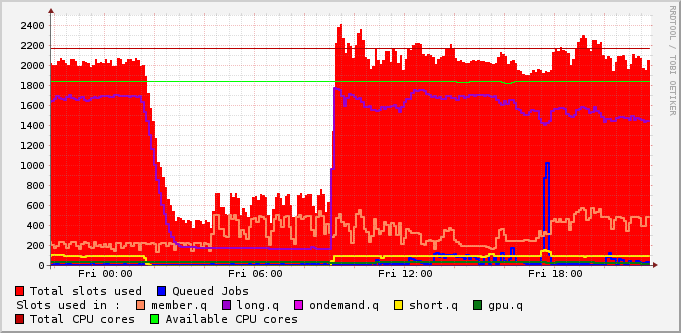 RRDTOOL / TOBI OETIKER
2400
2200
2000
1800
1600
1400
1200
1000
800
600
400
200
0
Fri 00:00 Fri 06:00 Fri 12:00 Fri 18:00
Total slots used Queued Jobs
Slots used in : member.q long.q ondemand.q short.q gpu.q
Total CPU cores Available CPU cores